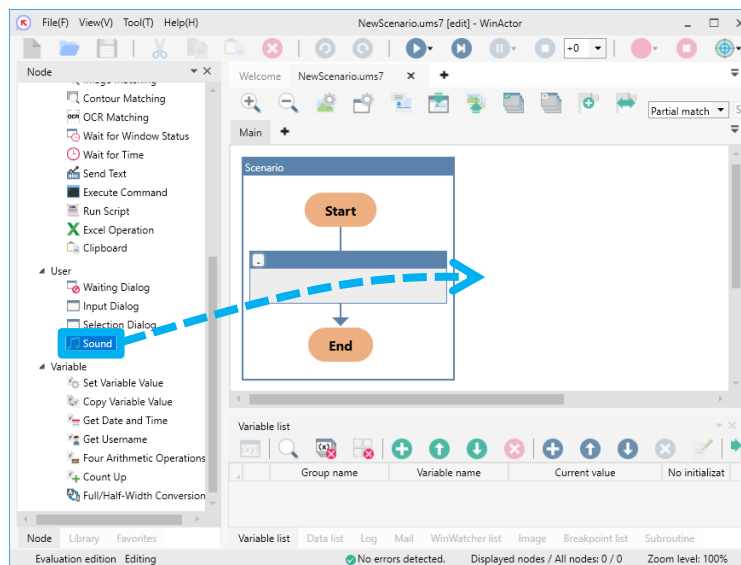 File(F) View(V) Tool(T) Help(H) NewScenario.ums7 [edit] - WinActor
+0
Node
Contour Matching
OCR Matching
Wait for Window Status
Wait for Time
Send Text
Execute Command
Run Script
Excel Operation
Clipboard
User
Waiting Dialog
Input Dialog
Selection Dialog
Sound
Variable
Set Variable Value
Copy Variable Value
Get Date and Time
Get Username
Four Arithmetic Operations
Count Up
Full/Half-Width Conversion
Node Library Favorites
Welcome NewScenario.ums7
Partial match
Main
Scenario
Start
End
Variable list
Group name Variable name Current value No initializat
Variable list Data list Log Mail WinWatcher list Image Breakpoint list Subroutine
Evaluation edition Editing No errors detected. Displayed nodes / All nodes: 0 / 0 Zoom level: 100%